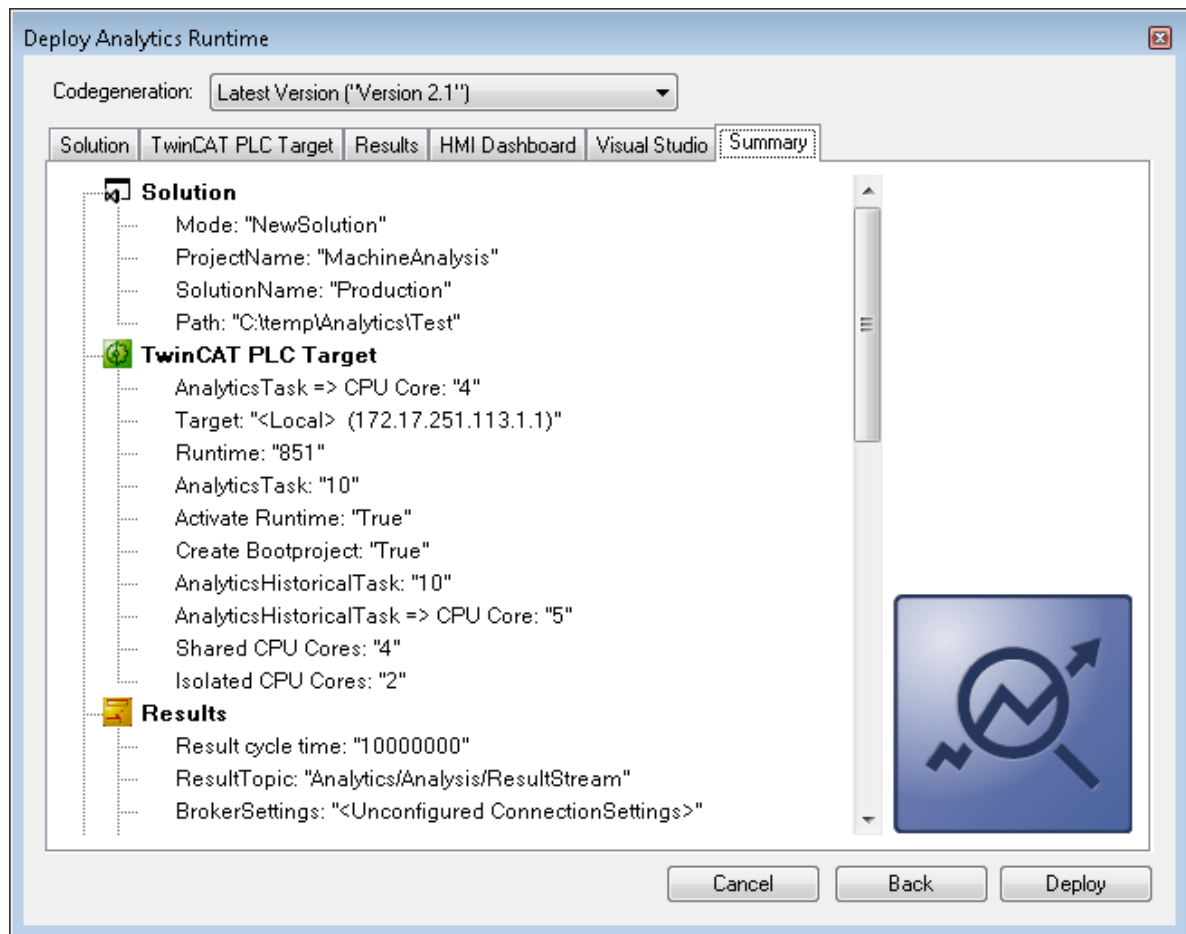 Deploy Analytics Runtime
Codegeneration: Latest Version ("Version 2.1")
Solution TwinCAT PLC Target Results HMI Dashboard Visual Studio Summary
Solution
Mode: "NewSolution"
ProjectName: "MachineAnalysis"
SolutionName: "Production"
Path: "C:\temp\Analytics\Test"
TwinCAT PLC Target
AnalyticsTask => CPU Core: "4"
Target: "<Local> (172.17.251.113.1.1)"
Runtime: "851"
AnalyticsTask: "10"
Activate Runtime: "True"
Create Bootproject: "True"
AnalyticsHistoricalTask: "10"
AnalyticsHistoricalTask => CPU Core: "5"
Shared CPU Cores: "4"
Isolated CPU Cores: "2"
Results
Result cycle time: "10000000"
ResultTopic: "Analytics/Analysis/ResultStream"
BrokerSettings: "<Unconfigured ConnectionSettings>"
Cancel Back Deploy